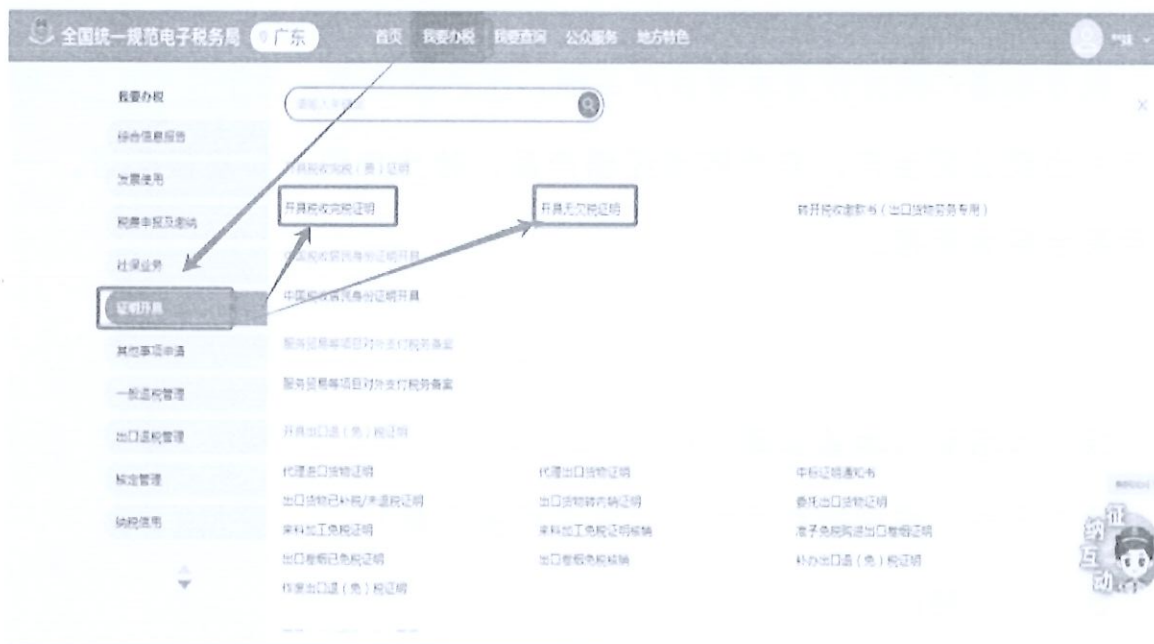 全国统一规范电子税务局 广东 首页 我要办税 我要查询 公众服务 地方特色
我要办税
综合信息报告
发票使用
税费申报及缴纳
社保业务
证明开具
其他事项申请
一般退税管理
出口退税管理
核定管理
纳税信用
开具税收完税（费）证明
开具税收完税证明 开具无欠税证明 转开税收缴款书（出口货物劳务专用）
中国税收居民身份证明开具
中国税收居民身份证明开具
服务贸易等项目对外支付税务备案
服务贸易等项目对外支付税务备案
开具出口退（免）税证明
代理进口货物证明 代理出口货物证明 中标证明通知书
出口货物已补税/未退税证明 出口货物转内销证明 委托出口货物证明
来料加工免税证明 来料加工免税证明核销 准予免税购进出口卷烟证明
出口卷烟已免税证明 出口卷烟免税核销 补办出口退（免）税证明
作废出口退（免）税证明
征纳互动